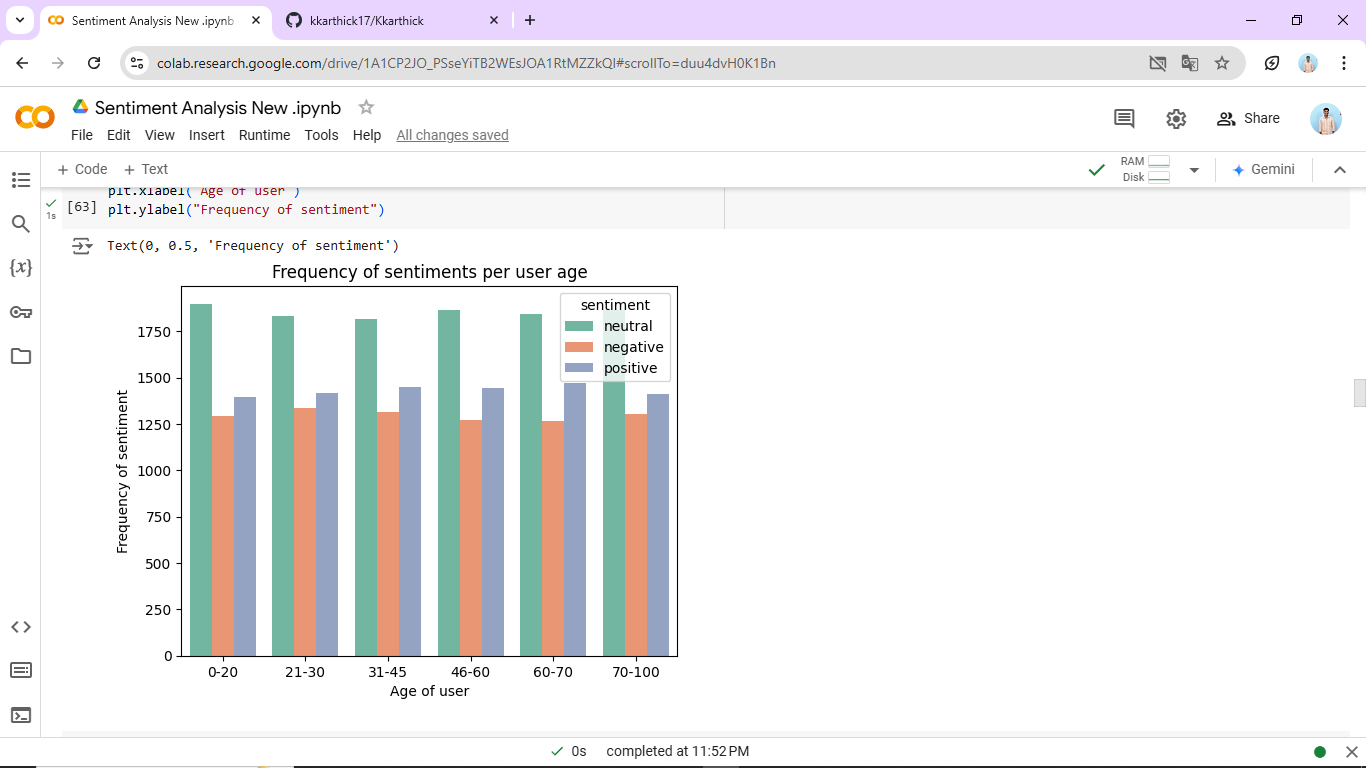 Sentiment Analysis New .ipynb
kkarthick17/Kkarthick
colab.research.google.com/drive/1A1CP2JO_PSseYiTB2WEsJOA1RtMZZkQI#scrollTo=duu4dvH0K1Bn
Sentiment Analysis New .ipynb
File Edit View Insert Runtime Tools Help All changes saved
Share
+ Code + Text
RAM
Disk
Gemini
plt.xlabel("Age of user")
[63] plt.ylabel("Frequency of sentiment")
1s
Text(0, 0.5, 'Frequency of sentiment')
Frequency of sentiments per user age
sentiment
neutral
negative
positive
1750
1500
1250
1000
750
500
250
0
Frequency of sentiment
0-20 21-30 31-45 46-60 60-70 70-100
Age of user
0s completed at 11:52 PM